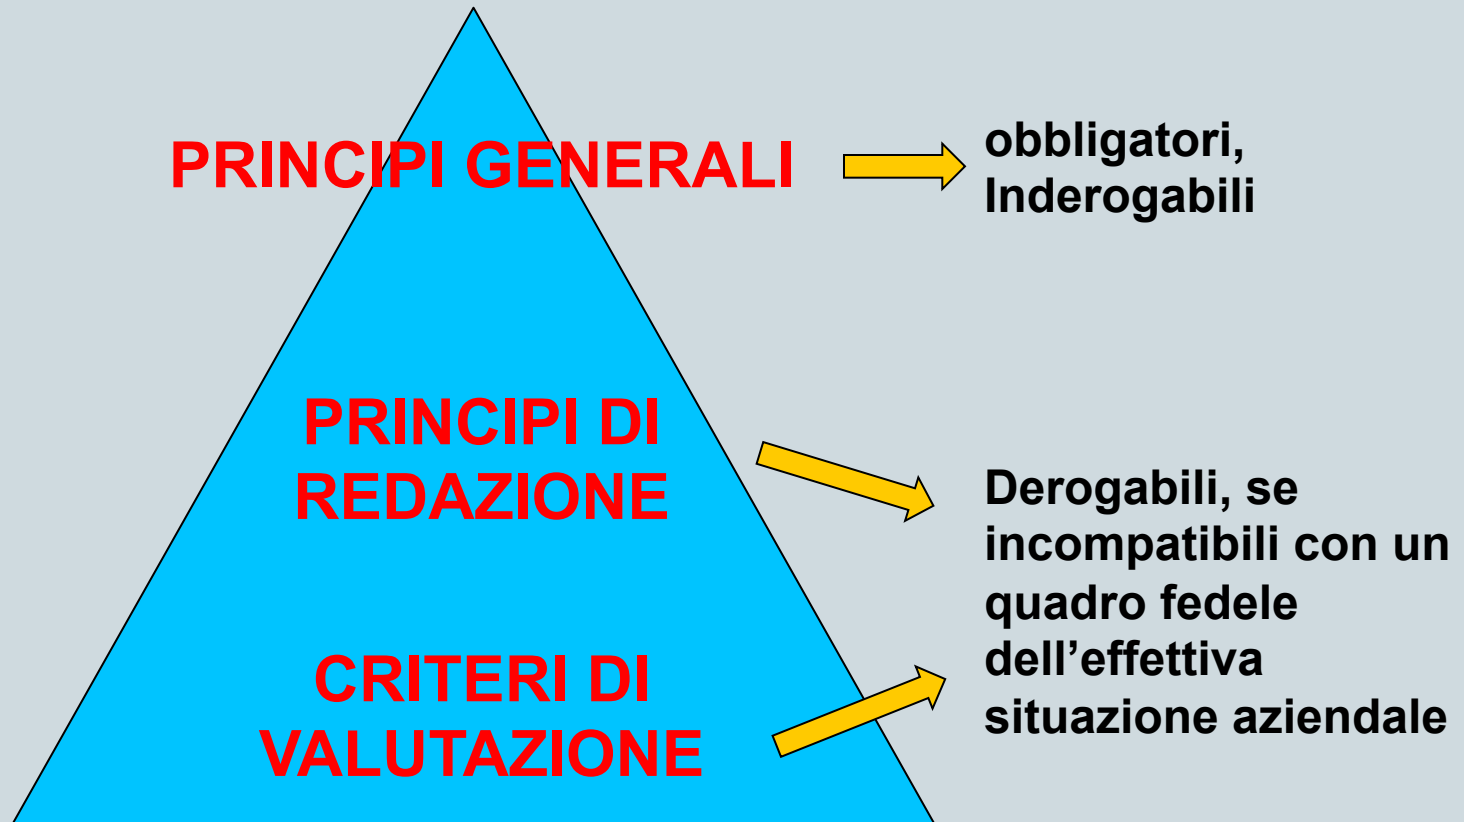 PRINCIPI GENERALI
obbligatori,
Inderogabili
PRINCIPI DI
REDAZIONE
CRITERI DI
VALUTAZIONE
Derogabili, se
incompatibili con un
quadro fedele
dell’effettiva
situazione aziendale